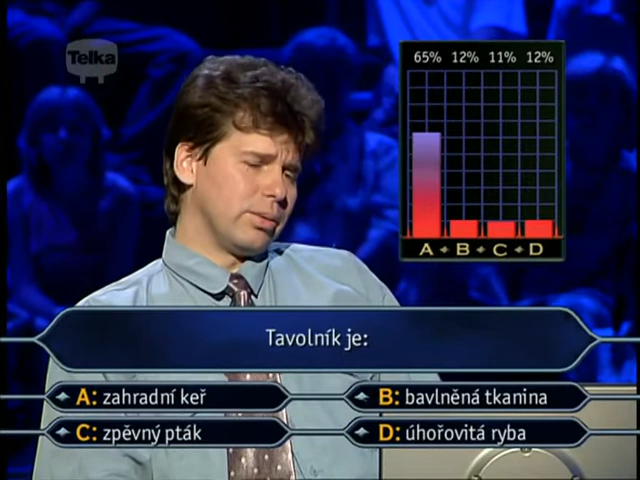 Telka
65% 12% 11% 12%
A B C D
Tavolník je:
A: zahradní keř
B: bavlněná tkanina
C: zpěvný pták
D: úhořovitá ryba